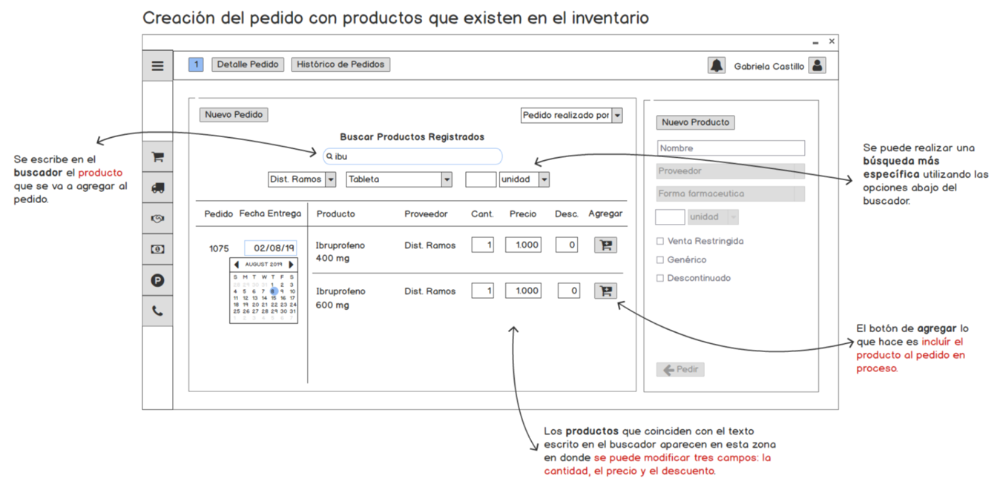 Creación del pedido con productos que existen en el inventario
1 Detalle Pedido Histórico de Pedidos Gabriela Castillo
Nuevo Pedido Pedido realizado por
Buscar Productos Registrados
ibu
Dist. Ramos Tableta unidad
Pedido Fecha Entrega Producto Proveedor Cant. Precio Desc. Agregar
1075 02/08/19 Ibruprofeno Dist. Ramos 1 1.000 0
400 mg
AUGUST 2019
S M T W T F S
28 29 30 31 1 2 3
4 5 6 7 8 9 10
11 12 13 14 15 16 17
18 19 20 21 22 23 24
25 26 27 28 29 30 31
1 2 3 4 5 6 7
Ibruprofeno Dist. Ramos 1 1.000 0
600 mg
Nuevo Producto
Nombre
Proveedor
Forma farmaceutica
unidad
Venta Restringida
Genérico
Descontinuado
Pedir
Se escribe en el
buscador el producto
que se va a agregar al
pedido.
Se puede realizar una
búsqueda más
específica utilizando las
opciones abajo del
buscador.
El botón de agregar lo
que hace es incluír el
producto al pedido en
proceso.
Los productos que coinciden con el texto
escrito en el buscador aparecen en esta zona
en donde se puede modificar tres campos: la
cantidad, el precio y el descuento.